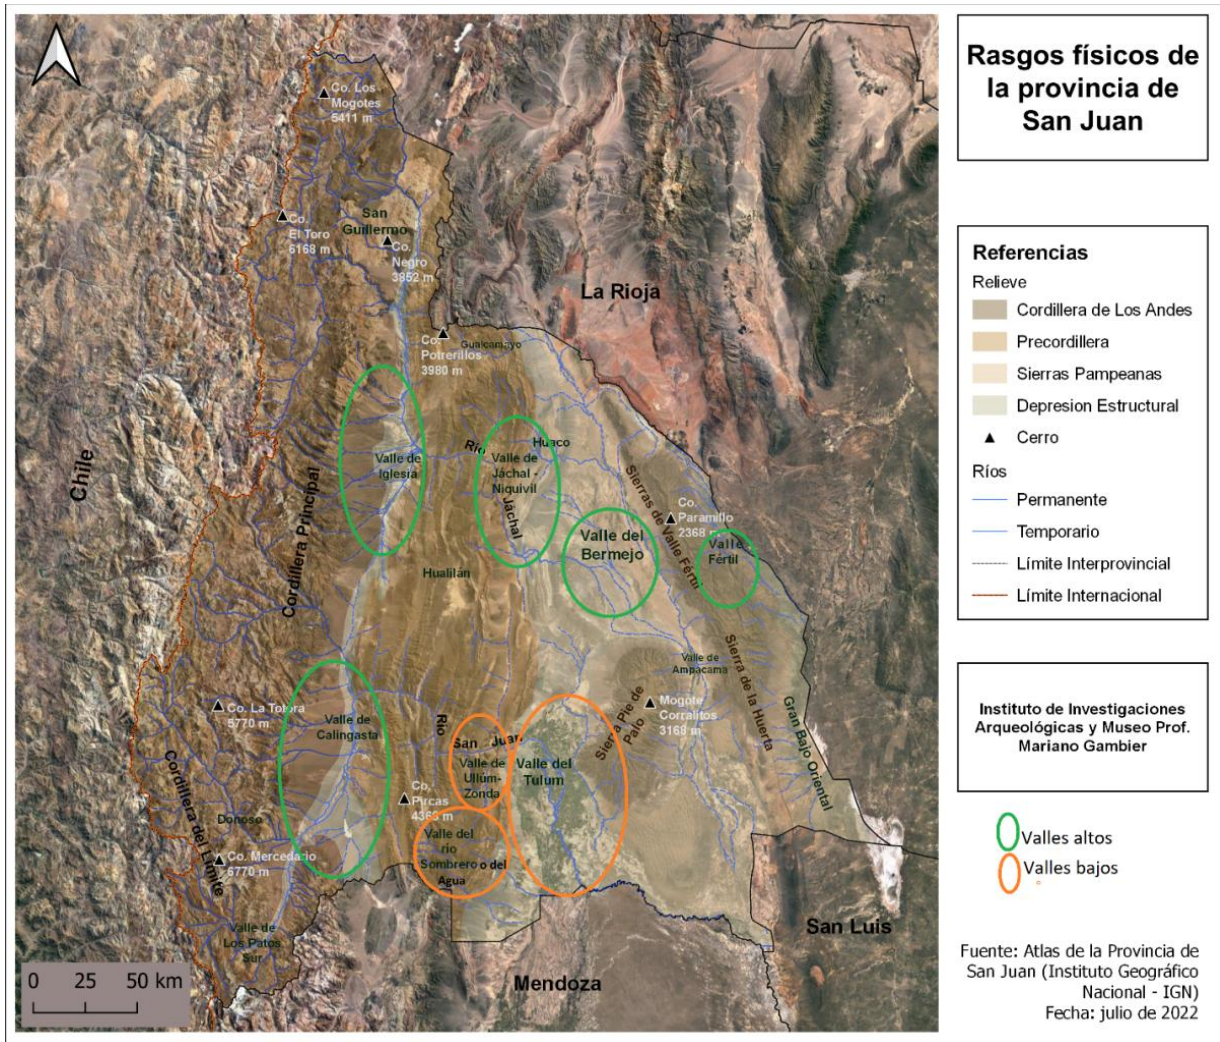 Rasgos físicos de
la provincia de
San Juan
Referencias
Relieve
Cordillera de Los Andes
Precordillera
Sierras Pampeanas
Depresion Estructural
Cerro
Ríos
Permanente
Temporario
Límite Interprovincial
Límite Internacional
Instituto de Investigaciones
Arqueológicas y Museo Prof.
Mariano Gambier
Valles altos
Valles bajos
Fuente: Atlas de la Provincia de
San Juan (Instituto Geográfico
Nacional - IGN)
Fecha: julio de 2022
Co. Los
Mogotes
5411 m
Co.
El Toro
6168 m
San
Guillermo
Co.
Negro
3852 m
La Rioja
Co.
Potrerillos
3980 m
Gualcamayo
Chile
Cordillera Principal
Valle de
Iglesia
Río
Jáchal
Huaco
Valle de
Jáchal -
Niquivil
Sierras de Valle Fértil
Co.
Paramillo
2368 m
Valle
Fértil
Valle del
Bermejo
Hualilán
Valle de
Ampacama
Sierra de la Huerta
Gran Bajo Oriental
Sierra Pie de
Palo
Mogote
Corralitos
3168 m
Co. La Totora
5770 m
Valle de
Calingasta
Río
San Juan
Valle de
Ullúm-
Zonda
Valle del
Tulum
Co.
Pircas
4366 m
Valle del
río
Sombrero o del
Agua
Cordillera del Límite
Donoso
Co. Mercedario
6770 m
Valle de
Los Patos
Sur
San Luis
Mendoza
0 25 50 km